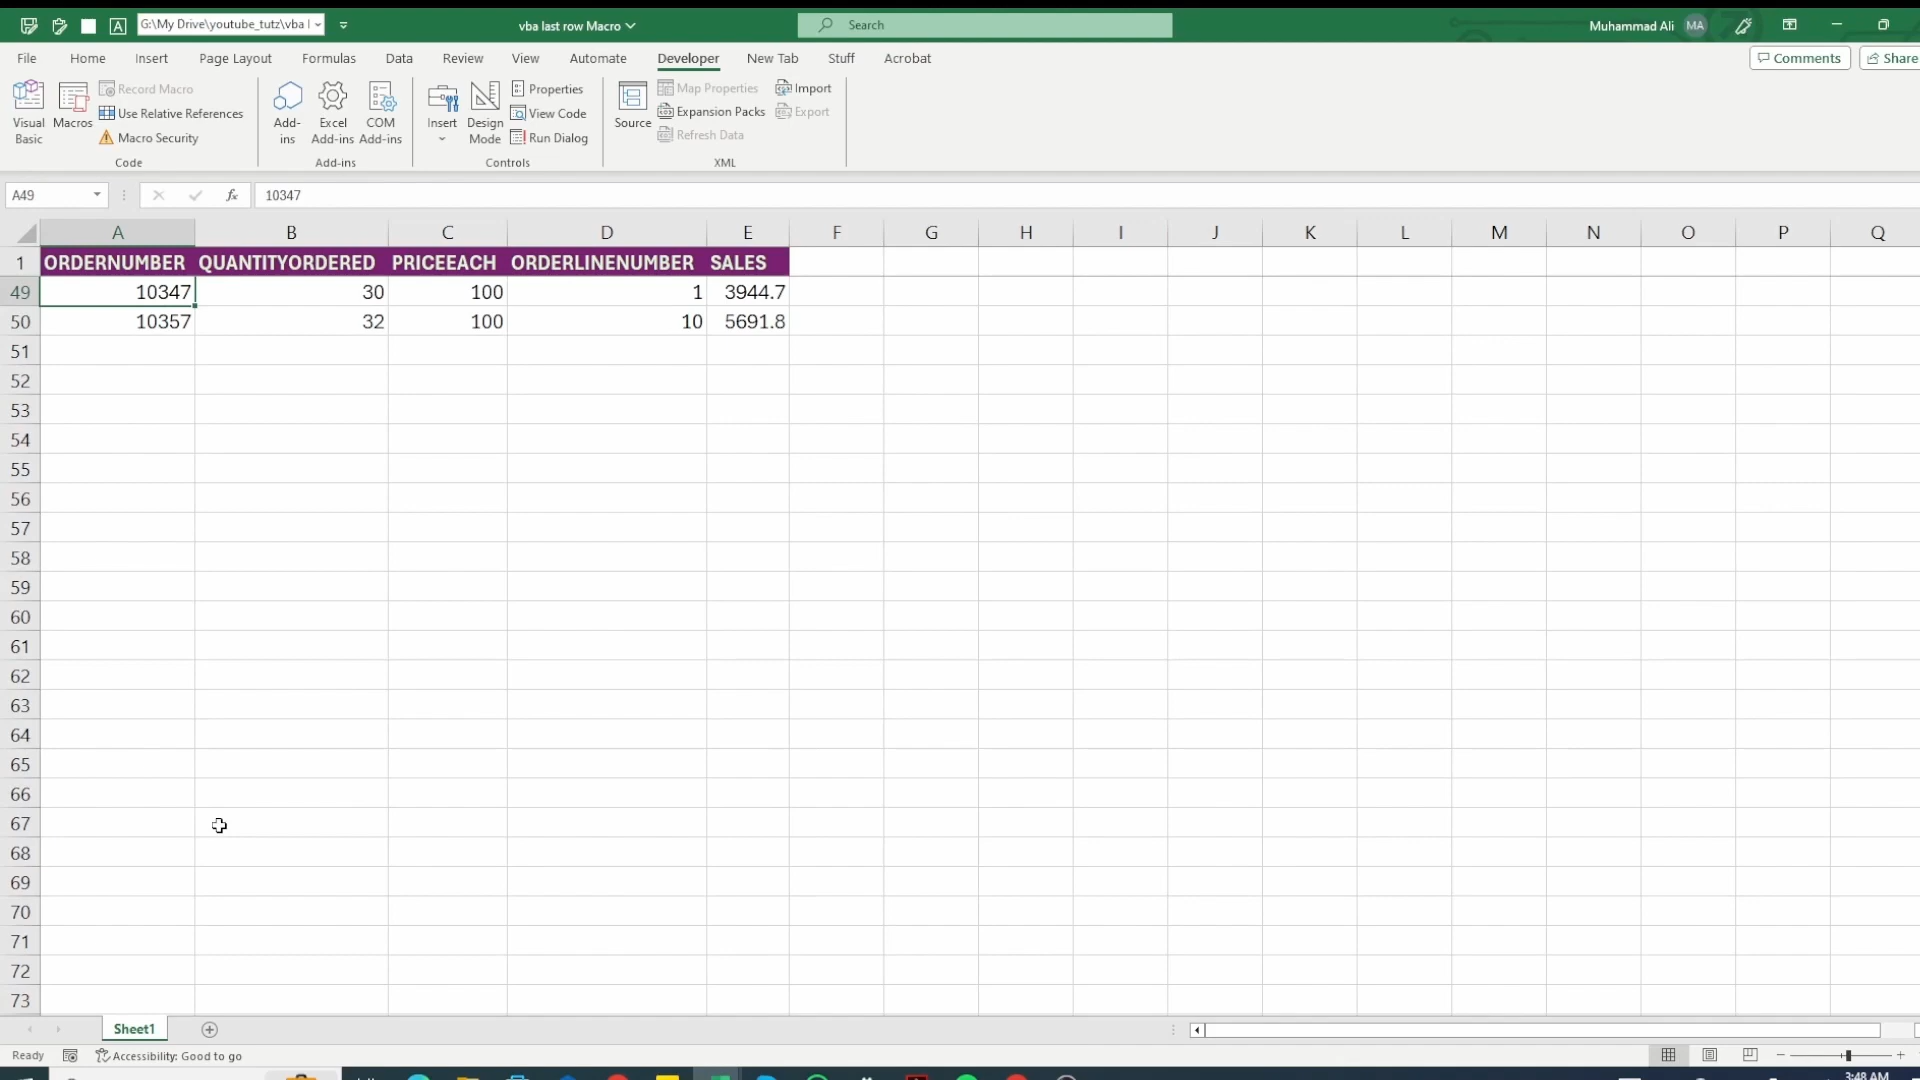 G:\My Drive\youtube_tutz\vba l
vba last row Macro
Search
Muhammad Ali
MA
File Home Insert Page Layout Formulas Data Review View Automate Developer New Tab Stuff Acrobat
Comments
Share
Visual Basic
Macros
Record Macro
Use Relative References
Macro Security
Code
Add-ins
Excel Add-ins
COM Add-ins
Add-ins
Insert
Design Mode
Properties
View Code
Run Dialog
Controls
Source
Map Properties
Expansion Packs
Refresh Data
Import
Export
XML
A49
fx
10347
A B C D E F G H I J K L M N O P Q
1 ORDERNUMBER QUANTITYORDERED PRICEEACH ORDERLINENUMBER SALES
49 10347 30 100 1 3944.7
50 10357 32 100 10 5691.8
51
52
53
54
55
56
57
58
59
60
61
62
63
64
65
66
67
68
69
70
71
72
73
Sheet1
Ready
Accessibility: Good to go
3:48 AM